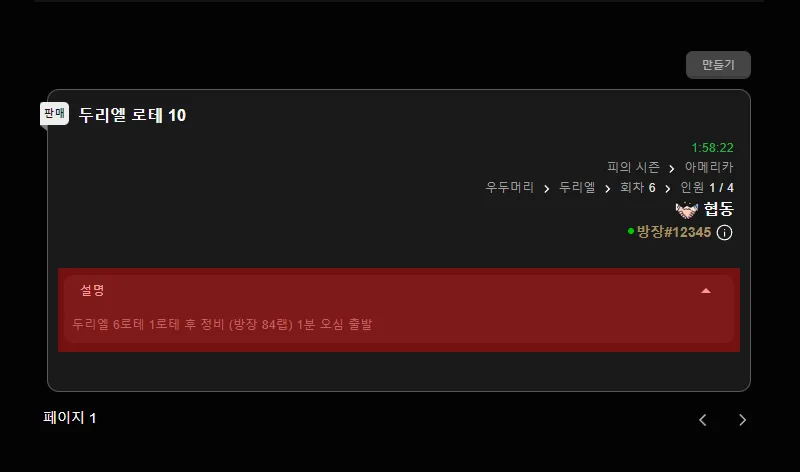 만들기
판매
두리엘 로테 10
1:58:22
피의 시즌 > 아메리카
우두머리 > 두리엘 > 회차 6 > 인원 1 / 4
협동
방장#12345
설명
두리엘 6로테 1로테 후 정비 (방장 84랩) 1분 오심 출발
페이지 1